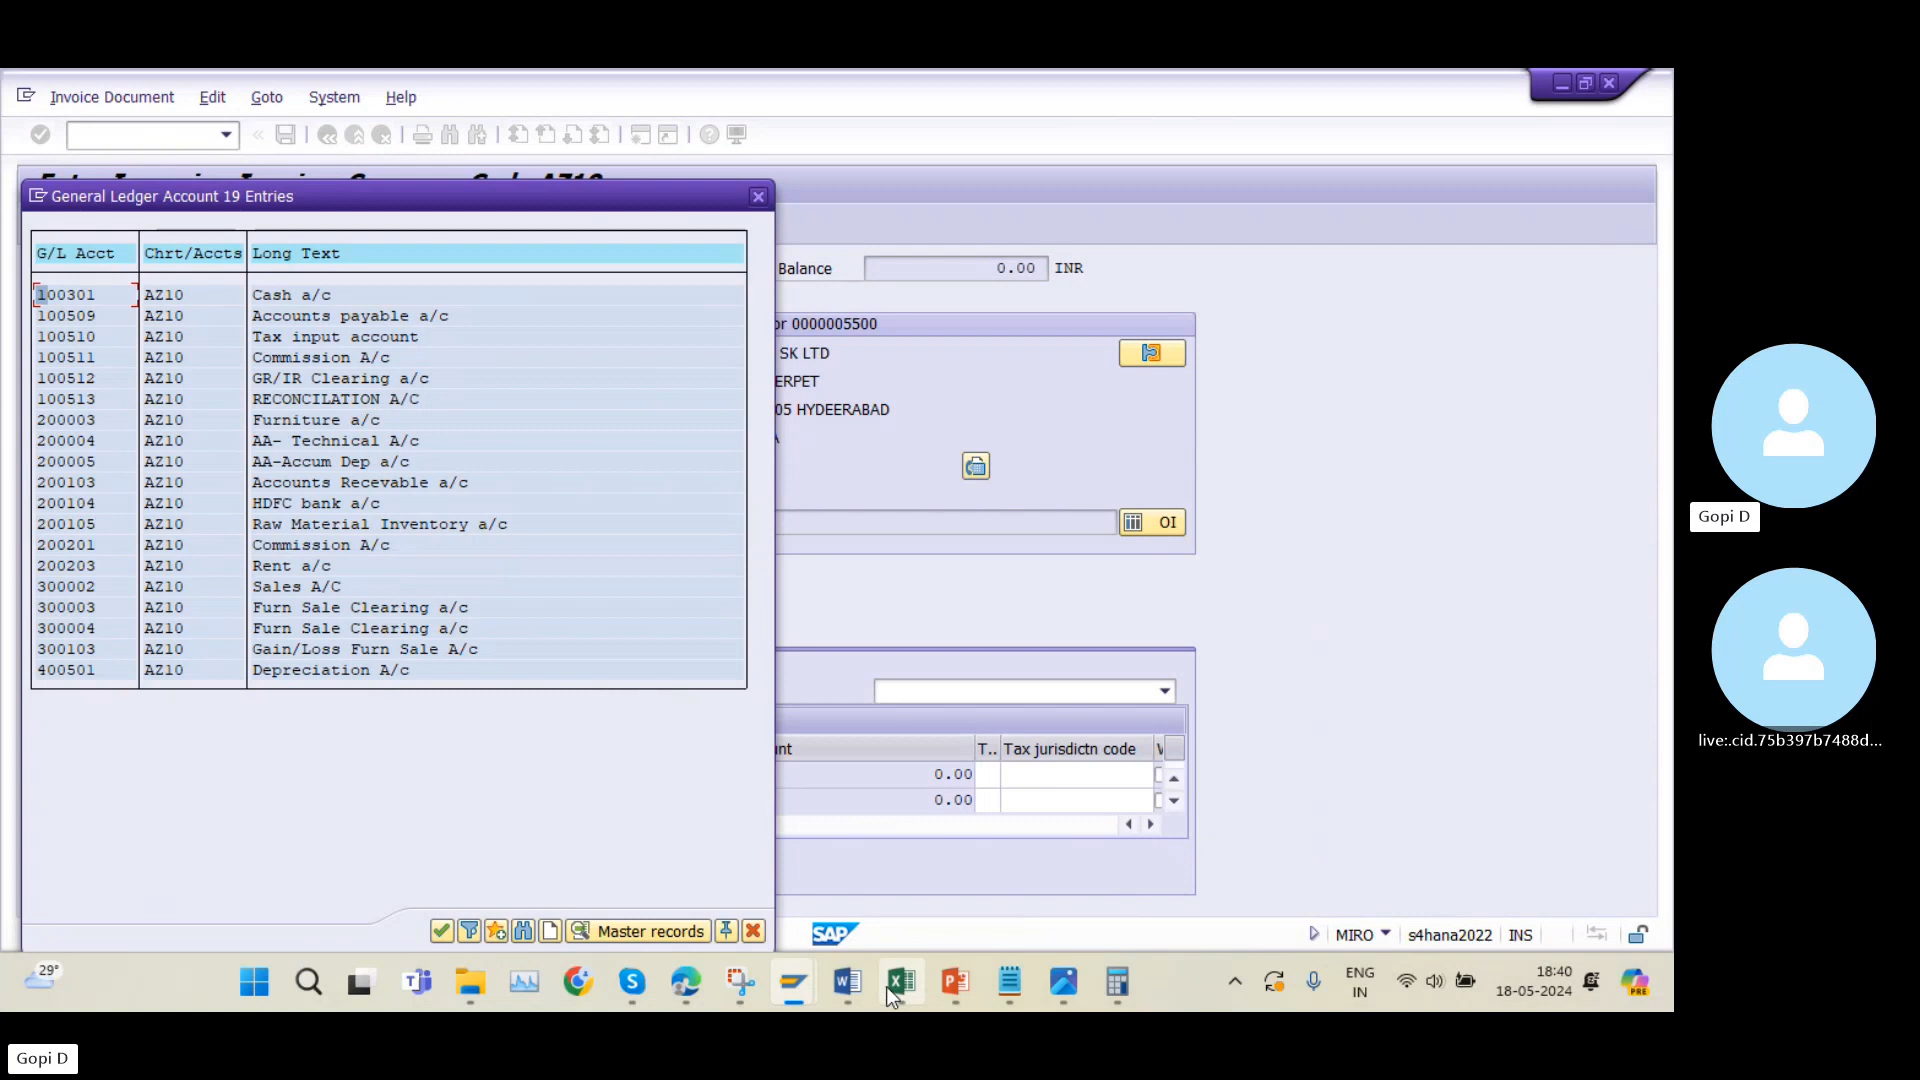 Invoice Document Edit Goto System Help
General Ledger Account 19 Entries
G/L Acct Chrt/Accts Long Text
100301 AZ10 Cash a/c
100509 AZ10 Accounts payable a/c
100510 AZ10 Tax input account
100511 AZ10 Commission A/c
100512 AZ10 GR/IR Clearing a/c
100513 AZ10 RECONCILATION A/C
200003 AZ10 Furniture a/c
200004 AZ10 AA- Technical A/c
200005 AZ10 AA-Accum Dep a/c
200103 AZ10 Accounts Recevable a/c
200104 AZ10 HDFC bank a/c
200105 AZ10 Raw Material Inventory a/c
200201 AZ10 Commission A/c
200203 AZ10 Rent a/c
300002 AZ10 Sales A/C
300003 AZ10 Furn Sale Clearing a/c
300004 AZ10 Furn Sale Clearing a/c
300103 AZ10 Gain/Loss Furn Sale A/c
400501 AZ10 Depreciation A/c
Master records
Balance 0.00 INR
or 0000005500
SK LTD
ERPET
05 HYDEERABAD
OI
T.. Tax jurisdictn code
0.00
0.00
SAP
MIRO s4hana2022 INS
29°
ENG
IN
18:40
18-05-2024
PRE
Gopi D
live:.cid.75b397b7488d...
Gopi D